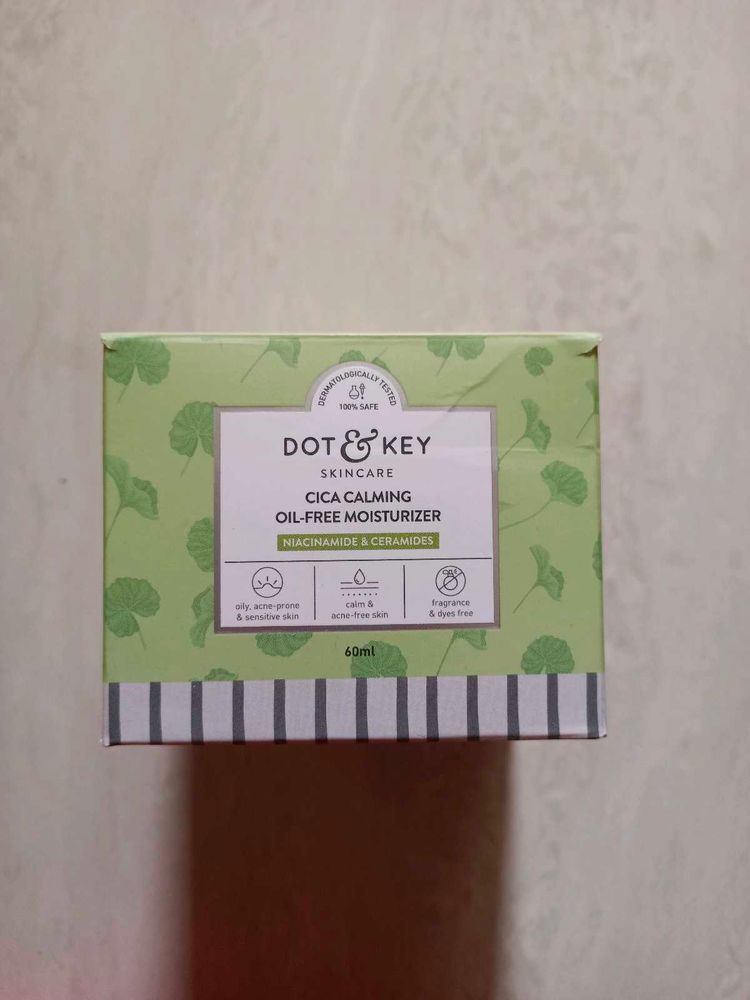 DERMATOLOGICALLY TESTED
100% SAFE
DOT & KEY
SKINCARE
CICA CALMING
OIL-FREE MOISTURIZER
NIACINAMIDE & CERAMIDES
oily, acne-prone
& sensitive skin
calm &
acne-free skin
fragrance
& dyes free
60ml